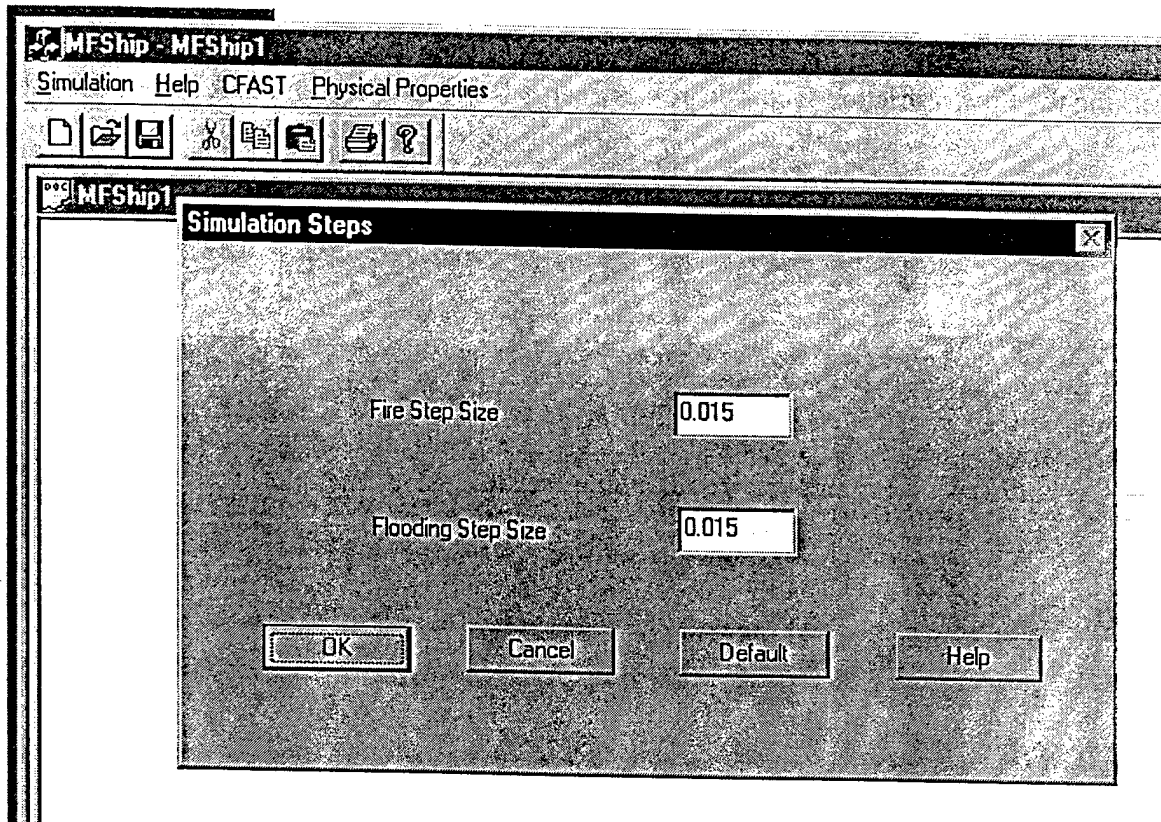 MFShip - MFShip1
Simulation Help CFAST Physical Properties
MFShip1
Simulation Steps
Fire Step Size 0.015
Flooding Step Size 0.015
OK Cancel Default Help